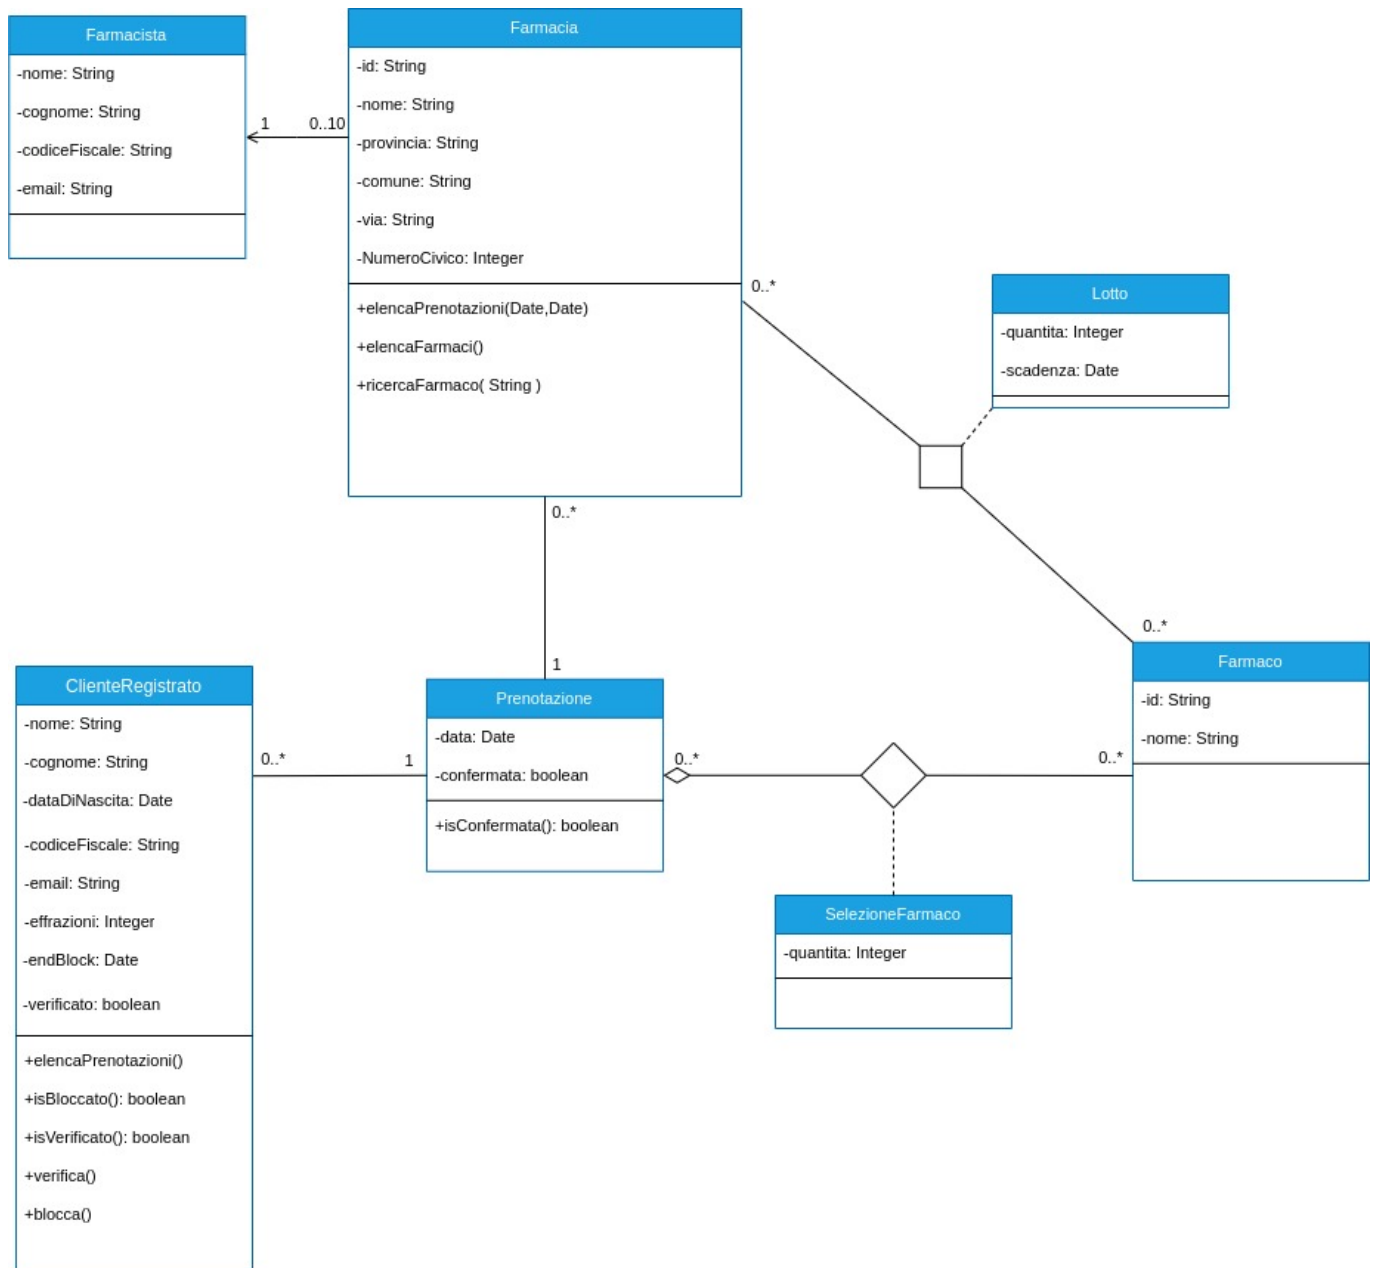 Farmacista
-nome: String
-cognome: String
-codiceFiscale: String
-email: String
1
0..10
Farmacia
-id: String
-nome: String
-provincia: String
-comune: String
-via: String
-NumeroCivico: Integer
+elencaPrenotazioni(Date,Date)
+elencaFarmaci()
+ricercaFarmaco( String )
0..*
0..*
Lotto
-quantita: Integer
-scadenza: Date
0..*
Farmaco
-id: String
-nome: String
ClienteRegistrato
-nome: String
-cognome: String
-dataDiNascita: Date
-codiceFiscale: String
-email: String
-effrazioni: Integer
-endBlock: Date
-verificato: boolean
+elencaPrenotazioni()
+isBloccato(): boolean
+isVerificato(): boolean
+verifica()
+blocca()
0..*
1
1
Prenotazione
-data: Date
-confermata: boolean
+isConfermata(): boolean
0..*
0..*
SelezioneFarmaco
-quantita: Integer